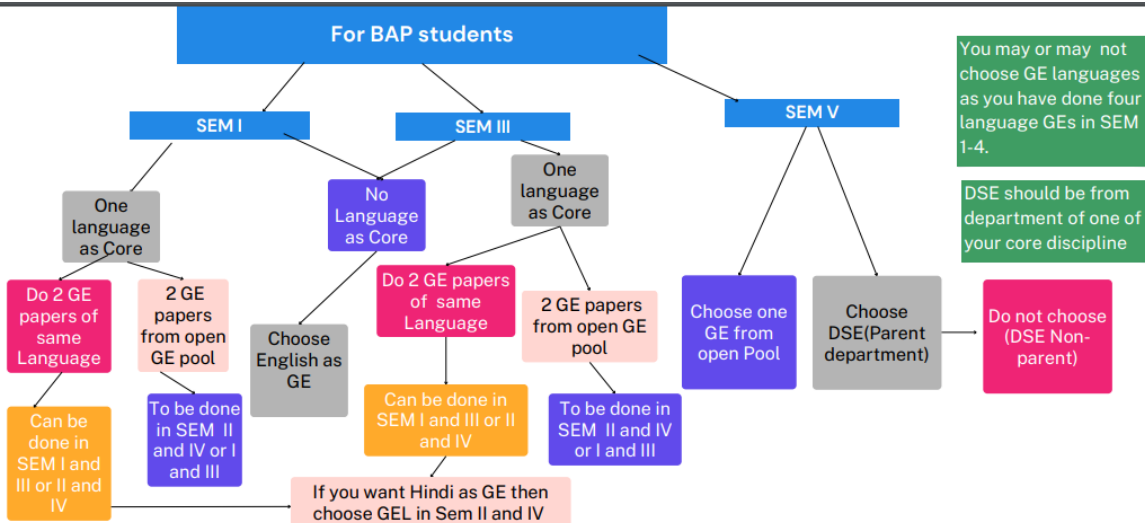 For BAP students
SEM I
SEM III
SEM V
You may or may not
choose GE languages
as you have done four
language GEs in SEM
1-4.
DSE should be from
department of one of
your core discipline
One
language
as Core
No
Language
as Core
One
language
as Core
Do 2 GE
papers of
same
Language
2 GE
papers
from open
GE pool
Choose
English as
GE
Do 2 GE papers
of same
Language
2 GE papers
from open GE
pool
Choose one
GE from
open Pool
Choose
DSE(Parent
department)
Do not choose
(DSE Non-
parent)
Can be
done in
SEM I and
III or II and
IV
To be done
in SEM II
and IV or I
and III
Can be done in
SEM I and III or II
and IV
To be done in
SEM II and IV
or I and III
If you want Hindi as GE then
choose GEL in Sem II and IV